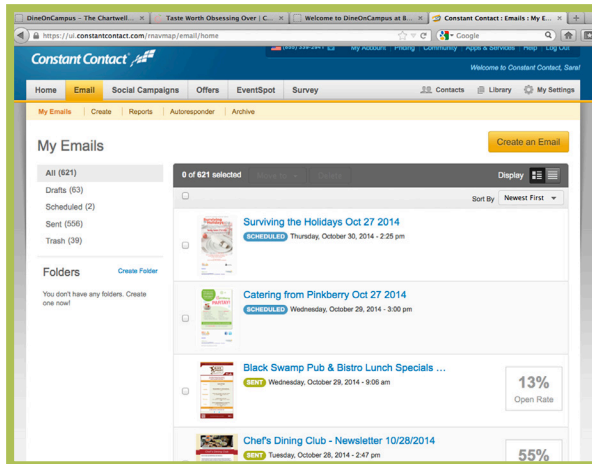 DineOnCampus - The Chartwell... × Taste Worth Obsessing Over | C... × Welcome to DineOnCampus at B... × Constant Contact : Emails : My E... × +
https://ui.constantcontact.com/rnavmap/email/home Google
Constant Contact My Account Pricing Community Apps & Services Help Log Out
Welcome to Constant Contact, Sara!
Home Email Social Campaigns Offers EventSpot Survey Contacts Library My Settings
My Emails Create Reports Autoresponder Archive
My Emails Create an Email
All (621) 0 of 621 selected Move to Delete Display
Drafts (63) Sort By Newest First
Scheduled (2)
Sent (556)
Trash (39)
Folders Create Folder
You don't have any folders. Create
one now!
Surviving the Holidays Oct 27 2014
SCHEDULED Thursday, October 30, 2014 - 2:25 pm
Catering from Pinkberry Oct 27 2014
SCHEDULED Wednesday, October 29, 2014 - 3:00 pm
Black Swamp Pub & Bistro Lunch Specials ...
SENT Wednesday, October 29, 2014 - 9:06 am
13%
Open Rate
Chef's Dining Club - Newsletter 10/28/2014
SENT Tuesday, October 28, 2014 - 2:47 pm
55%